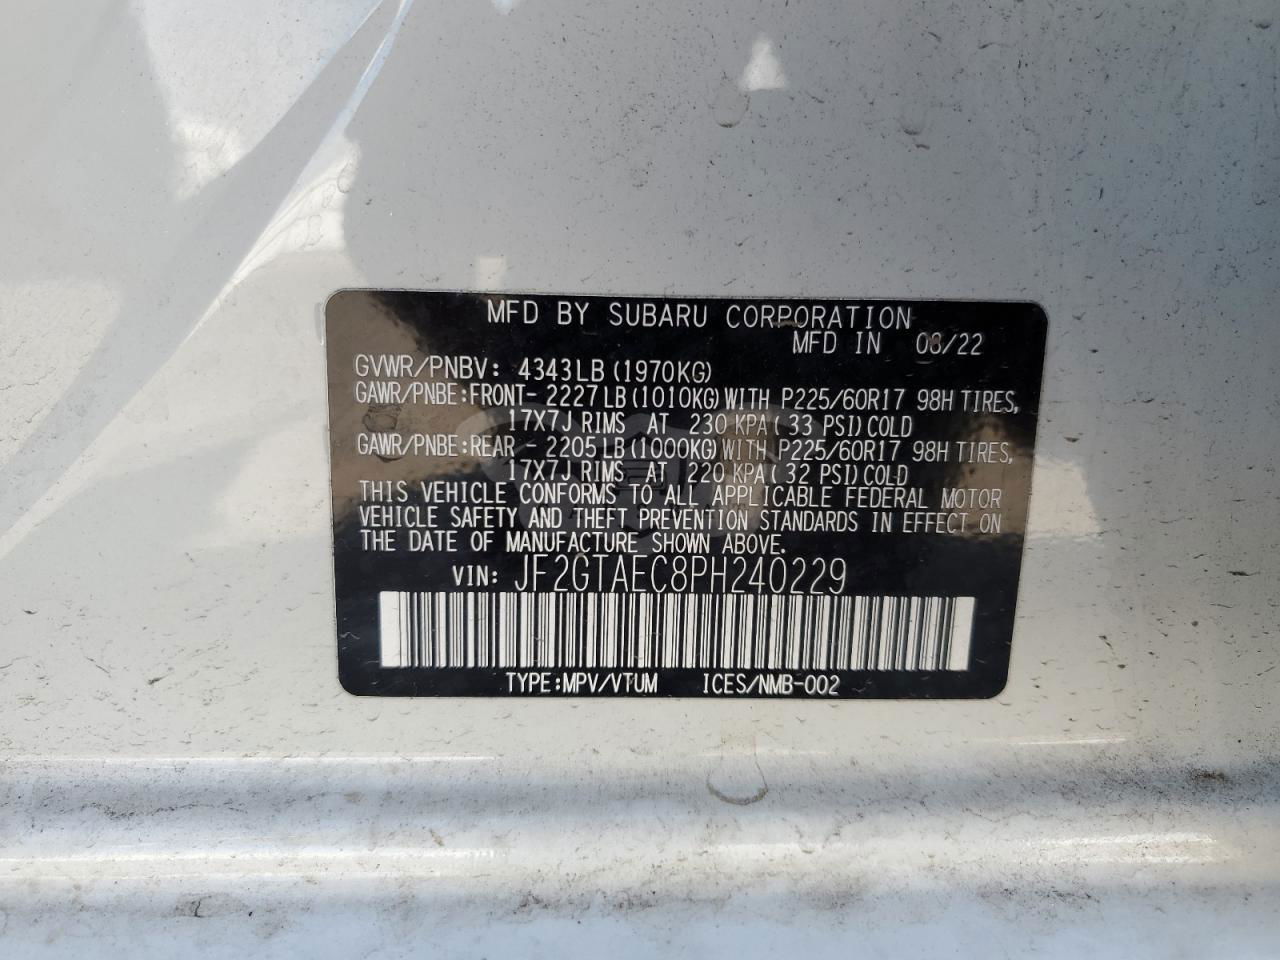 MFD BY SUBARU CORPORATION
MFD IN 08/22
GVWR/PNBV: 4343LB(1970KG)
GAWR/PNBE:FRONT- 2227LB(1010KG)WITH P225/60R17 98H TIRES,
17X7J RIMS AT 230 KPA(33 PSI)COLD
GAWR/PNBE:REAR - 2205LB(1000KG)WITH P225/60R17 98H TIRES,
17X7J RIMS AT 220 KPA(32 PSI)COLD
THIS VEHICLE CONFORMS TO ALL APPLICABLE FEDERAL MOTOR
VEHICLE SAFETY AND THEFT PREVENTION STANDARDS IN EFFECT ON
THE DATE OF MANUFACTURE SHOWN ABOVE.
VIN: JF2GTAEC8PH240229
TYPE:MPV/VTUM ICES/NMB-002